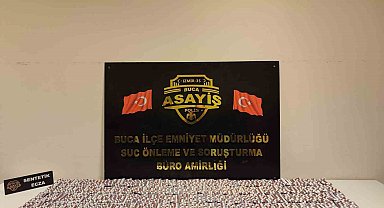 İZMİR-35
BUCA
ASAYİŞ
POLİS
BUCA İLÇE EMNİYET MÜDÜRLÜĞÜ
SUÇ ÖNLEME VE SORUŞTURMA
BÜRO AMİRLİĞİ
SENTETİK
ECZA